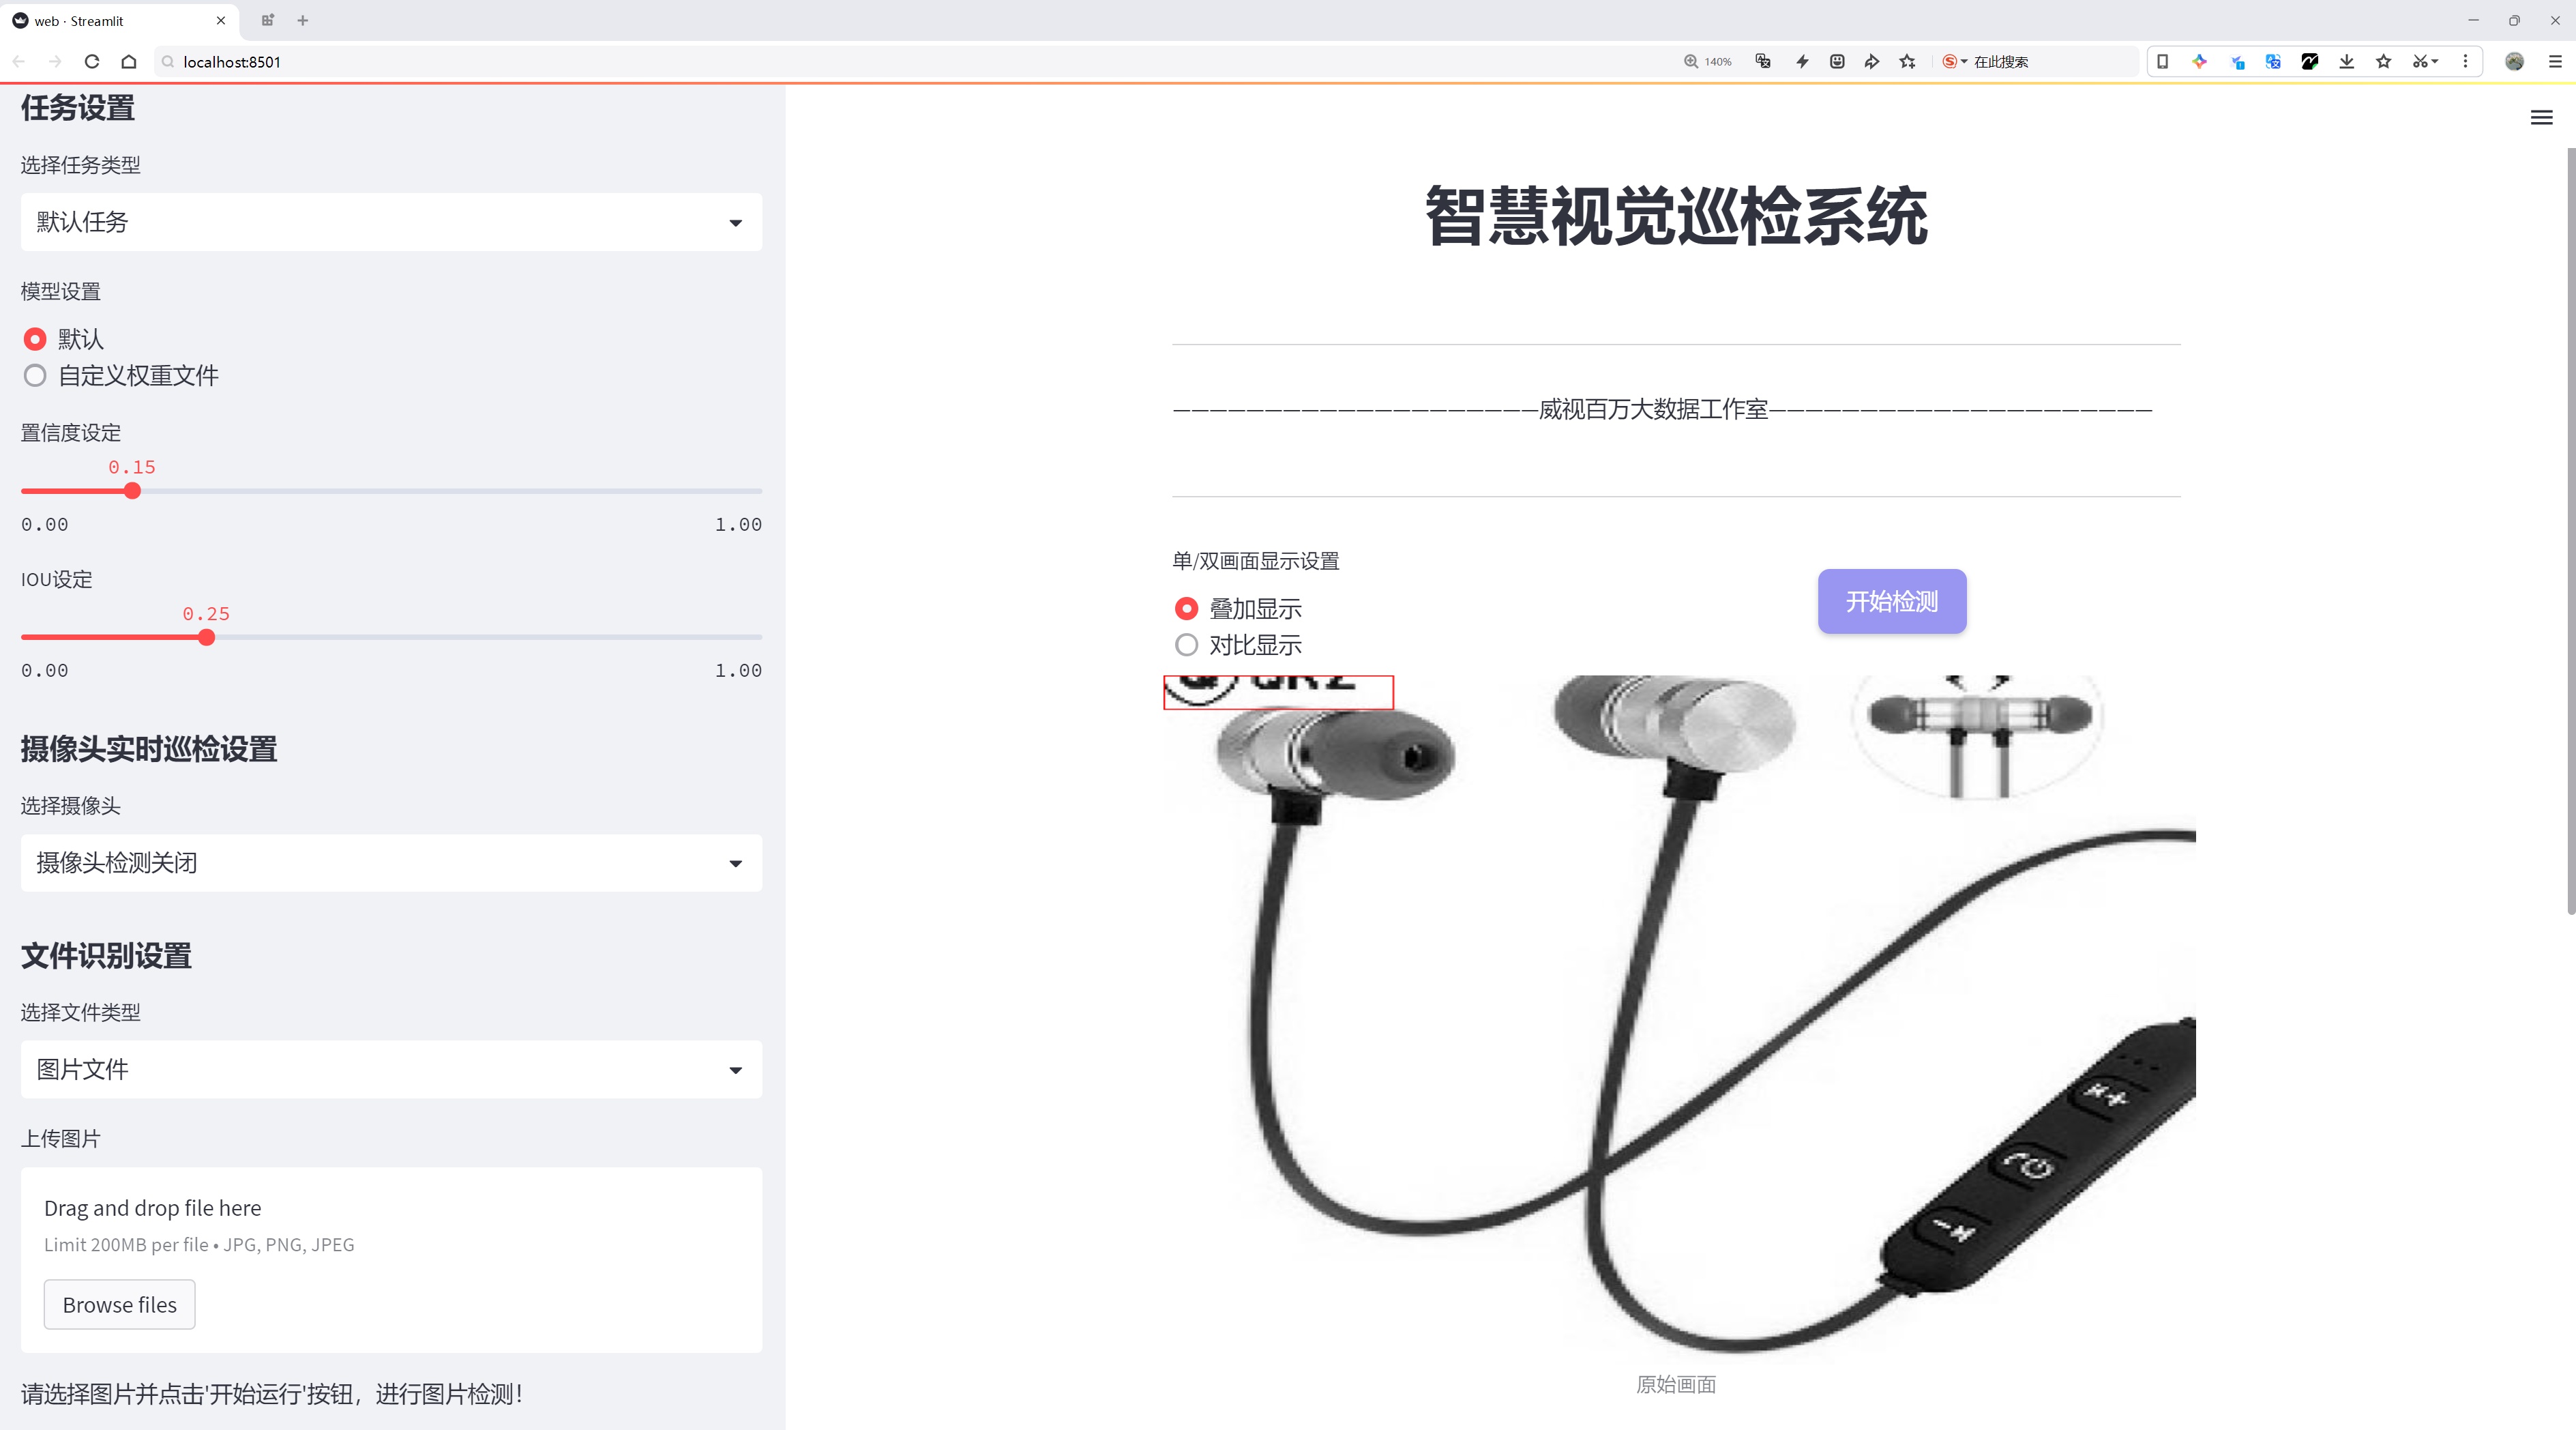 web · Streamlit
localhost:8501
140%
在此搜索
任务设置
选择任务类型
默认任务
模型设置
默认
自定义权重文件
置信度设定
0.15
0.00
1.00
IOU设定
0.25
0.00
1.00
摄像头实时巡检设置
选择摄像头
摄像头检测关闭
文件识别设置
选择文件类型
图片文件
上传图片
Drag and drop file here
Limit 200MB per file • JPG, PNG, JPEG
Browse files
请选择图片并点击'开始运行'按钮，进行图片检测！
智慧视觉巡检系统
————————————————————威视百万大数据工作室—————————————————————
单/双画面显示设置
叠加显示
对比显示
开始检测
原始画面